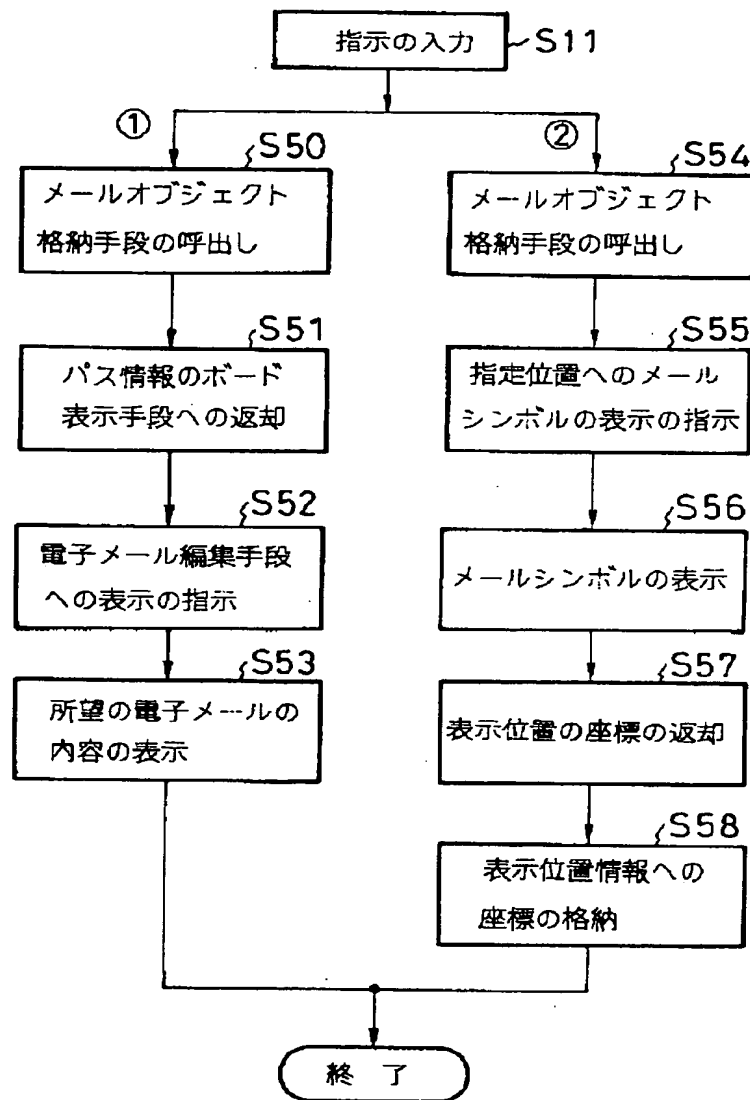 指示の入力
S11
①
S50
メールオブジェクト
格納手段の呼出し
S51
パス情報のボード
表示手段への返却
S52
電子メール編集手段
への表示の指示
S53
所望の電子メールの
内容の表示
②
S54
メールオブジェクト
格納手段の呼出し
S55
指定位置へのメール
シンボルの表示の指示
S56
メールシンボルの表示
S57
表示位置の座標の返却
S58
表示位置情報への
座標の格納
終了